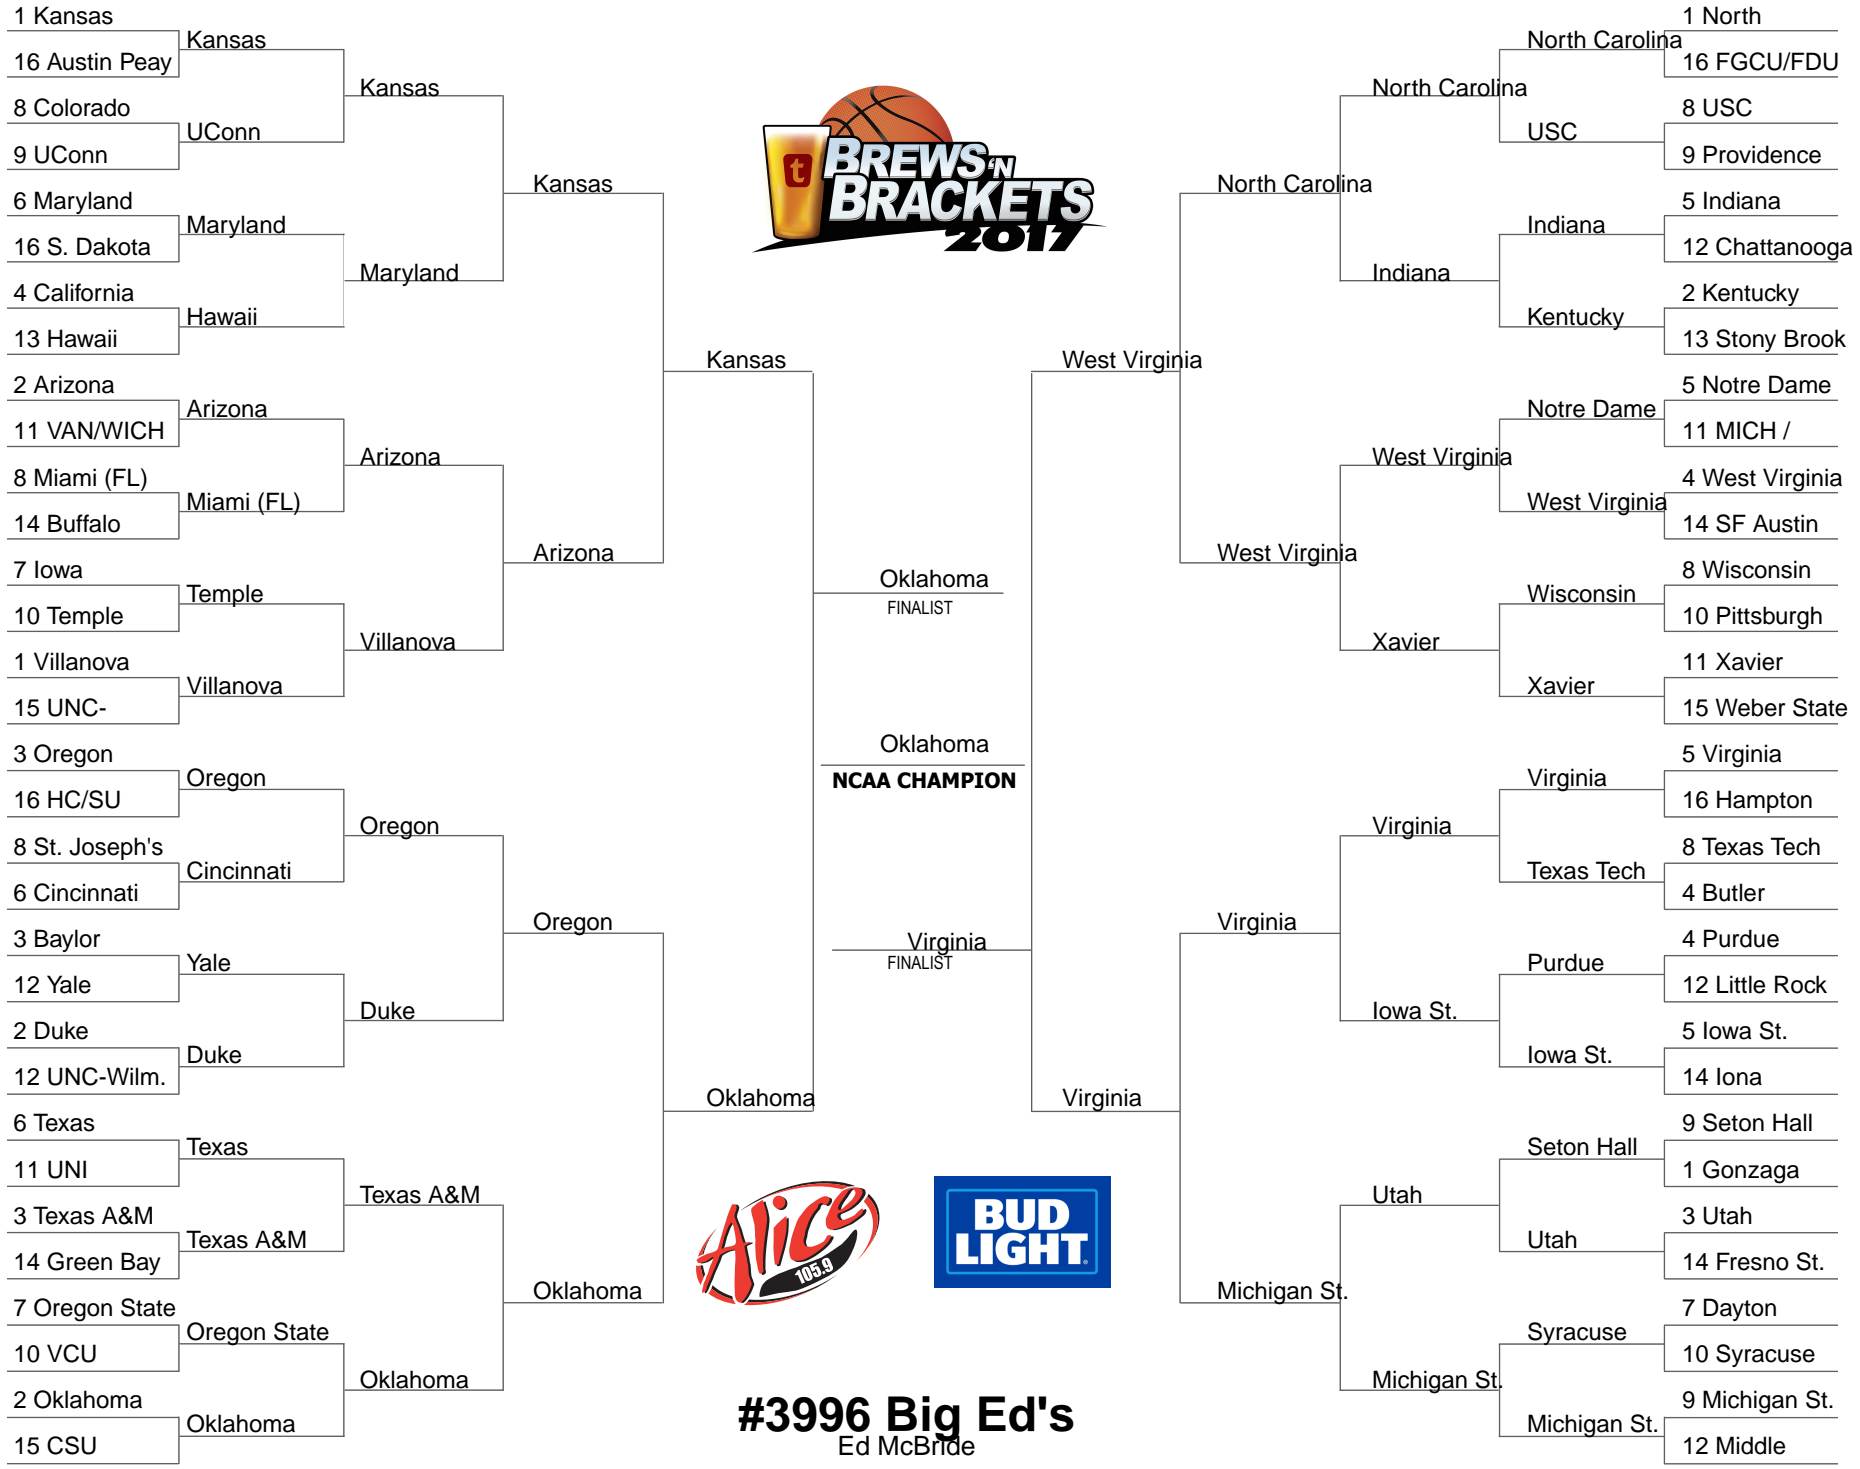 1 Kansas
16 Austin Peay
8 Colorado
9 UConn
6 Maryland
16 S. Dakota
4 California
13 Hawaii
2 Arizona
11 VAN/WICH
8 Miami (FL)
14 Buffalo
7 Iowa
10 Temple
1 Villanova
15 UNC-
3 Oregon
16 HC/SU
8 St. Joseph's
6 Cincinnati
3 Baylor
12 Yale
2 Duke
12 UNC-Wilm.
6 Texas
11 UNI
3 Texas A&M
14 Green Bay
7 Oregon State
10 VCU
2 Oklahoma
15 CSU
Kansas
UConn
Maryland
Hawaii
Arizona
Miami (FL)
Temple
Villanova
Oregon
Cincinnati
Yale
Duke
Texas
Texas A&M
Oregon State
Oklahoma
Kansas
Maryland
Arizona
Villanova
Oregon
Duke
Texas A&M
Oklahoma
Kansas
Arizona
Oregon
Oklahoma
Kansas
Oklahoma
t
BREWS 'N
BRACKETS
2017
Oklahoma
FINALIST
Oklahoma
NCAA CHAMPION
Virginia
FINALIST
Alice
105.9
BUD
LIGHT
#3996 Big Ed's
Ed McBride
West Virginia
Virginia
North Carolina
West Virginia
Virginia
Michigan St.
North Carolina
Indiana
West Virginia
Xavier
Virginia
Iowa St.
Utah
Michigan St.
North Carolina
USC
Indiana
Kentucky
Notre Dame
West Virginia
Wisconsin
Xavier
Virginia
Texas Tech
Purdue
Iowa St.
Seton Hall
Utah
Syracuse
Michigan St.
1 North
16 FGCU/FDU
8 USC
9 Providence
5 Indiana
12 Chattanooga
2 Kentucky
13 Stony Brook
5 Notre Dame
11 MICH /
4 West Virginia
14 SF Austin
8 Wisconsin
10 Pittsburgh
11 Xavier
15 Weber State
5 Virginia
16 Hampton
8 Texas Tech
4 Butler
4 Purdue
12 Little Rock
5 Iowa St.
14 Iona
9 Seton Hall
1 Gonzaga
3 Utah
14 Fresno St.
7 Dayton
10 Syracuse
9 Michigan St.
12 Middle